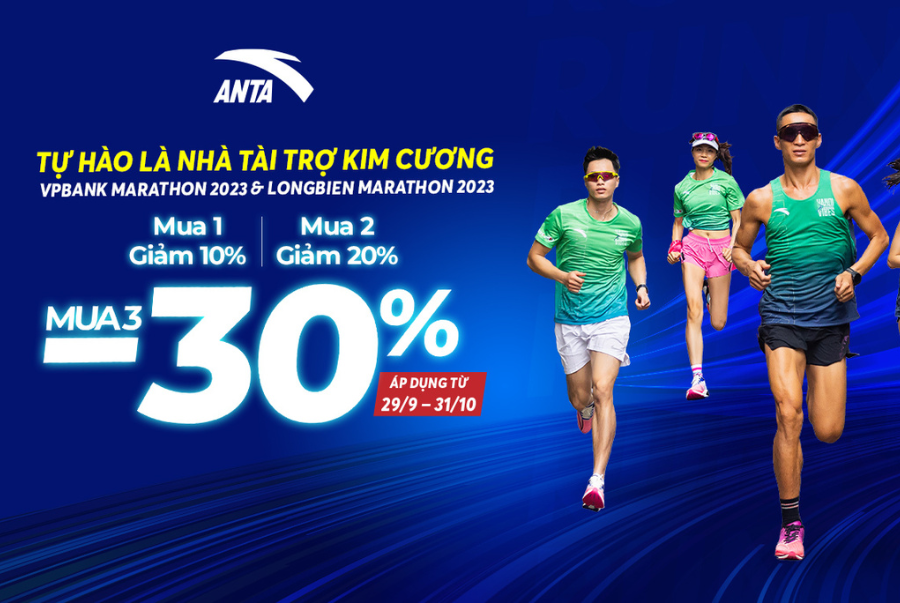 ANTA
TỰ HÀO LÀ NHÀ TÀI TRỢ KIM CƯƠNG
VPBANK MARATHON 2023 & LONGBIEN MARATHON 2023
Mua 1
Giảm 10%
Mua 2
Giảm 20%
MUA 3
-30%
ÁP DỤNG TỪ
29/9 – 31/10